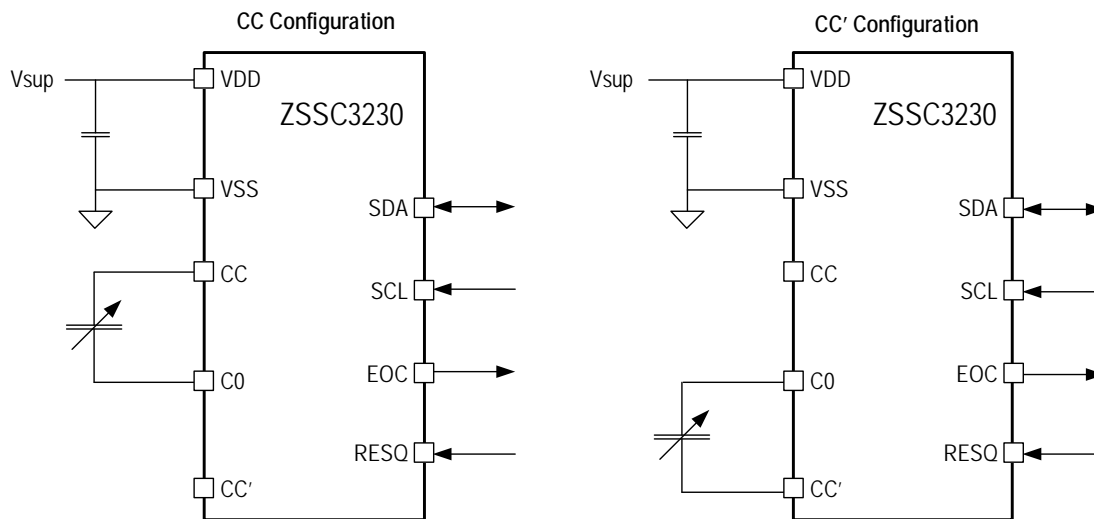 CC Configuration
Vsup
VDD
ZSSC3230
VSS
SDA
CC
SCL
C0
EOC
RESQ
CC′
CC′ Configuration
Vsup
VDD
ZSSC3230
VSS
SDA
CC
SCL
C0
EOC
RESQ
CC′